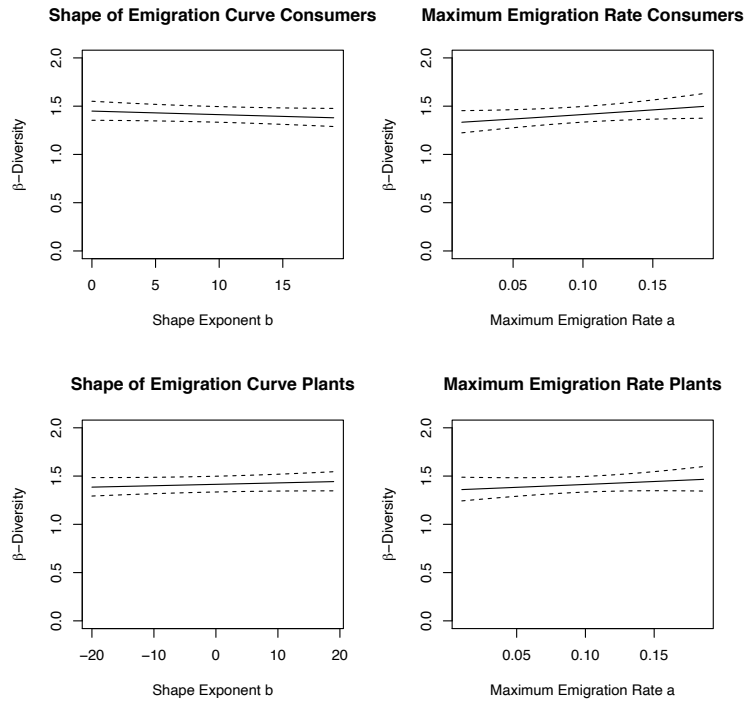 Shape of Emigration Curve Consumers
β−Diversity
2.0
1.5
1.0
0.5
0.0
0 5 10 15
Shape Exponent b
Maximum Emigration Rate Consumers
β−Diversity
2.0
1.5
1.0
0.5
0.0
0.05 0.10 0.15
Maximum Emigration Rate a
Shape of Emigration Curve Plants
β−Diversity
2.0
1.5
1.0
0.5
0.0
−20 −10 0 10 20
Shape Exponent b
Maximum Emigration Rate Plants
β−Diversity
2.0
1.5
1.0
0.5
0.0
0.05 0.10 0.15
Maximum Emigration Rate a